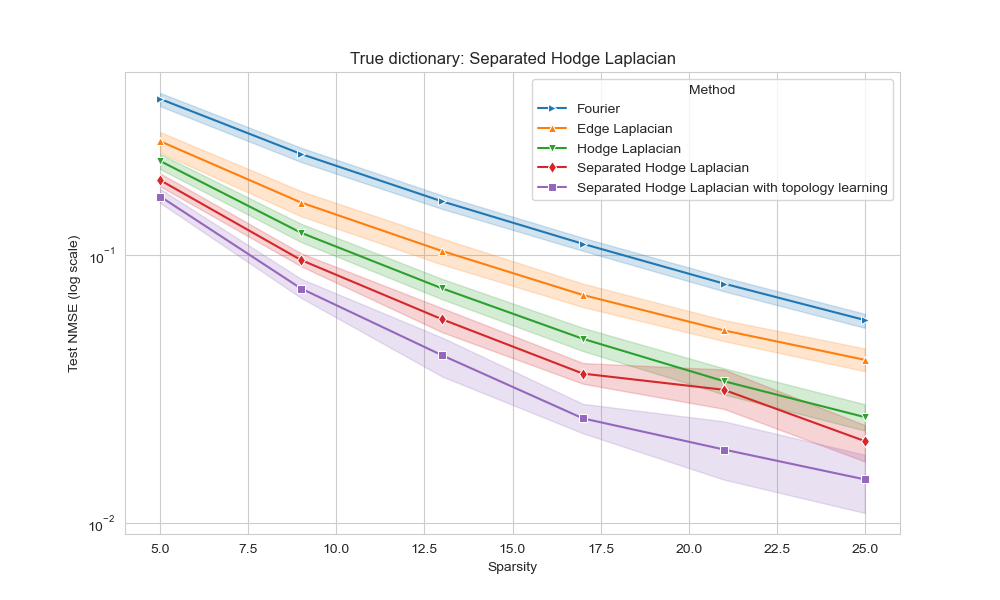 True dictionary: Separated Hodge Laplacian
Method
Fourier
Edge Laplacian
Hodge Laplacian
Separated Hodge Laplacian
Separated Hodge Laplacian with topology learning
Test NMSE (log scale)
10⁻¹
10⁻²
5.0 7.5 10.0 12.5 15.0 17.5 20.0 22.5 25.0
Sparsity